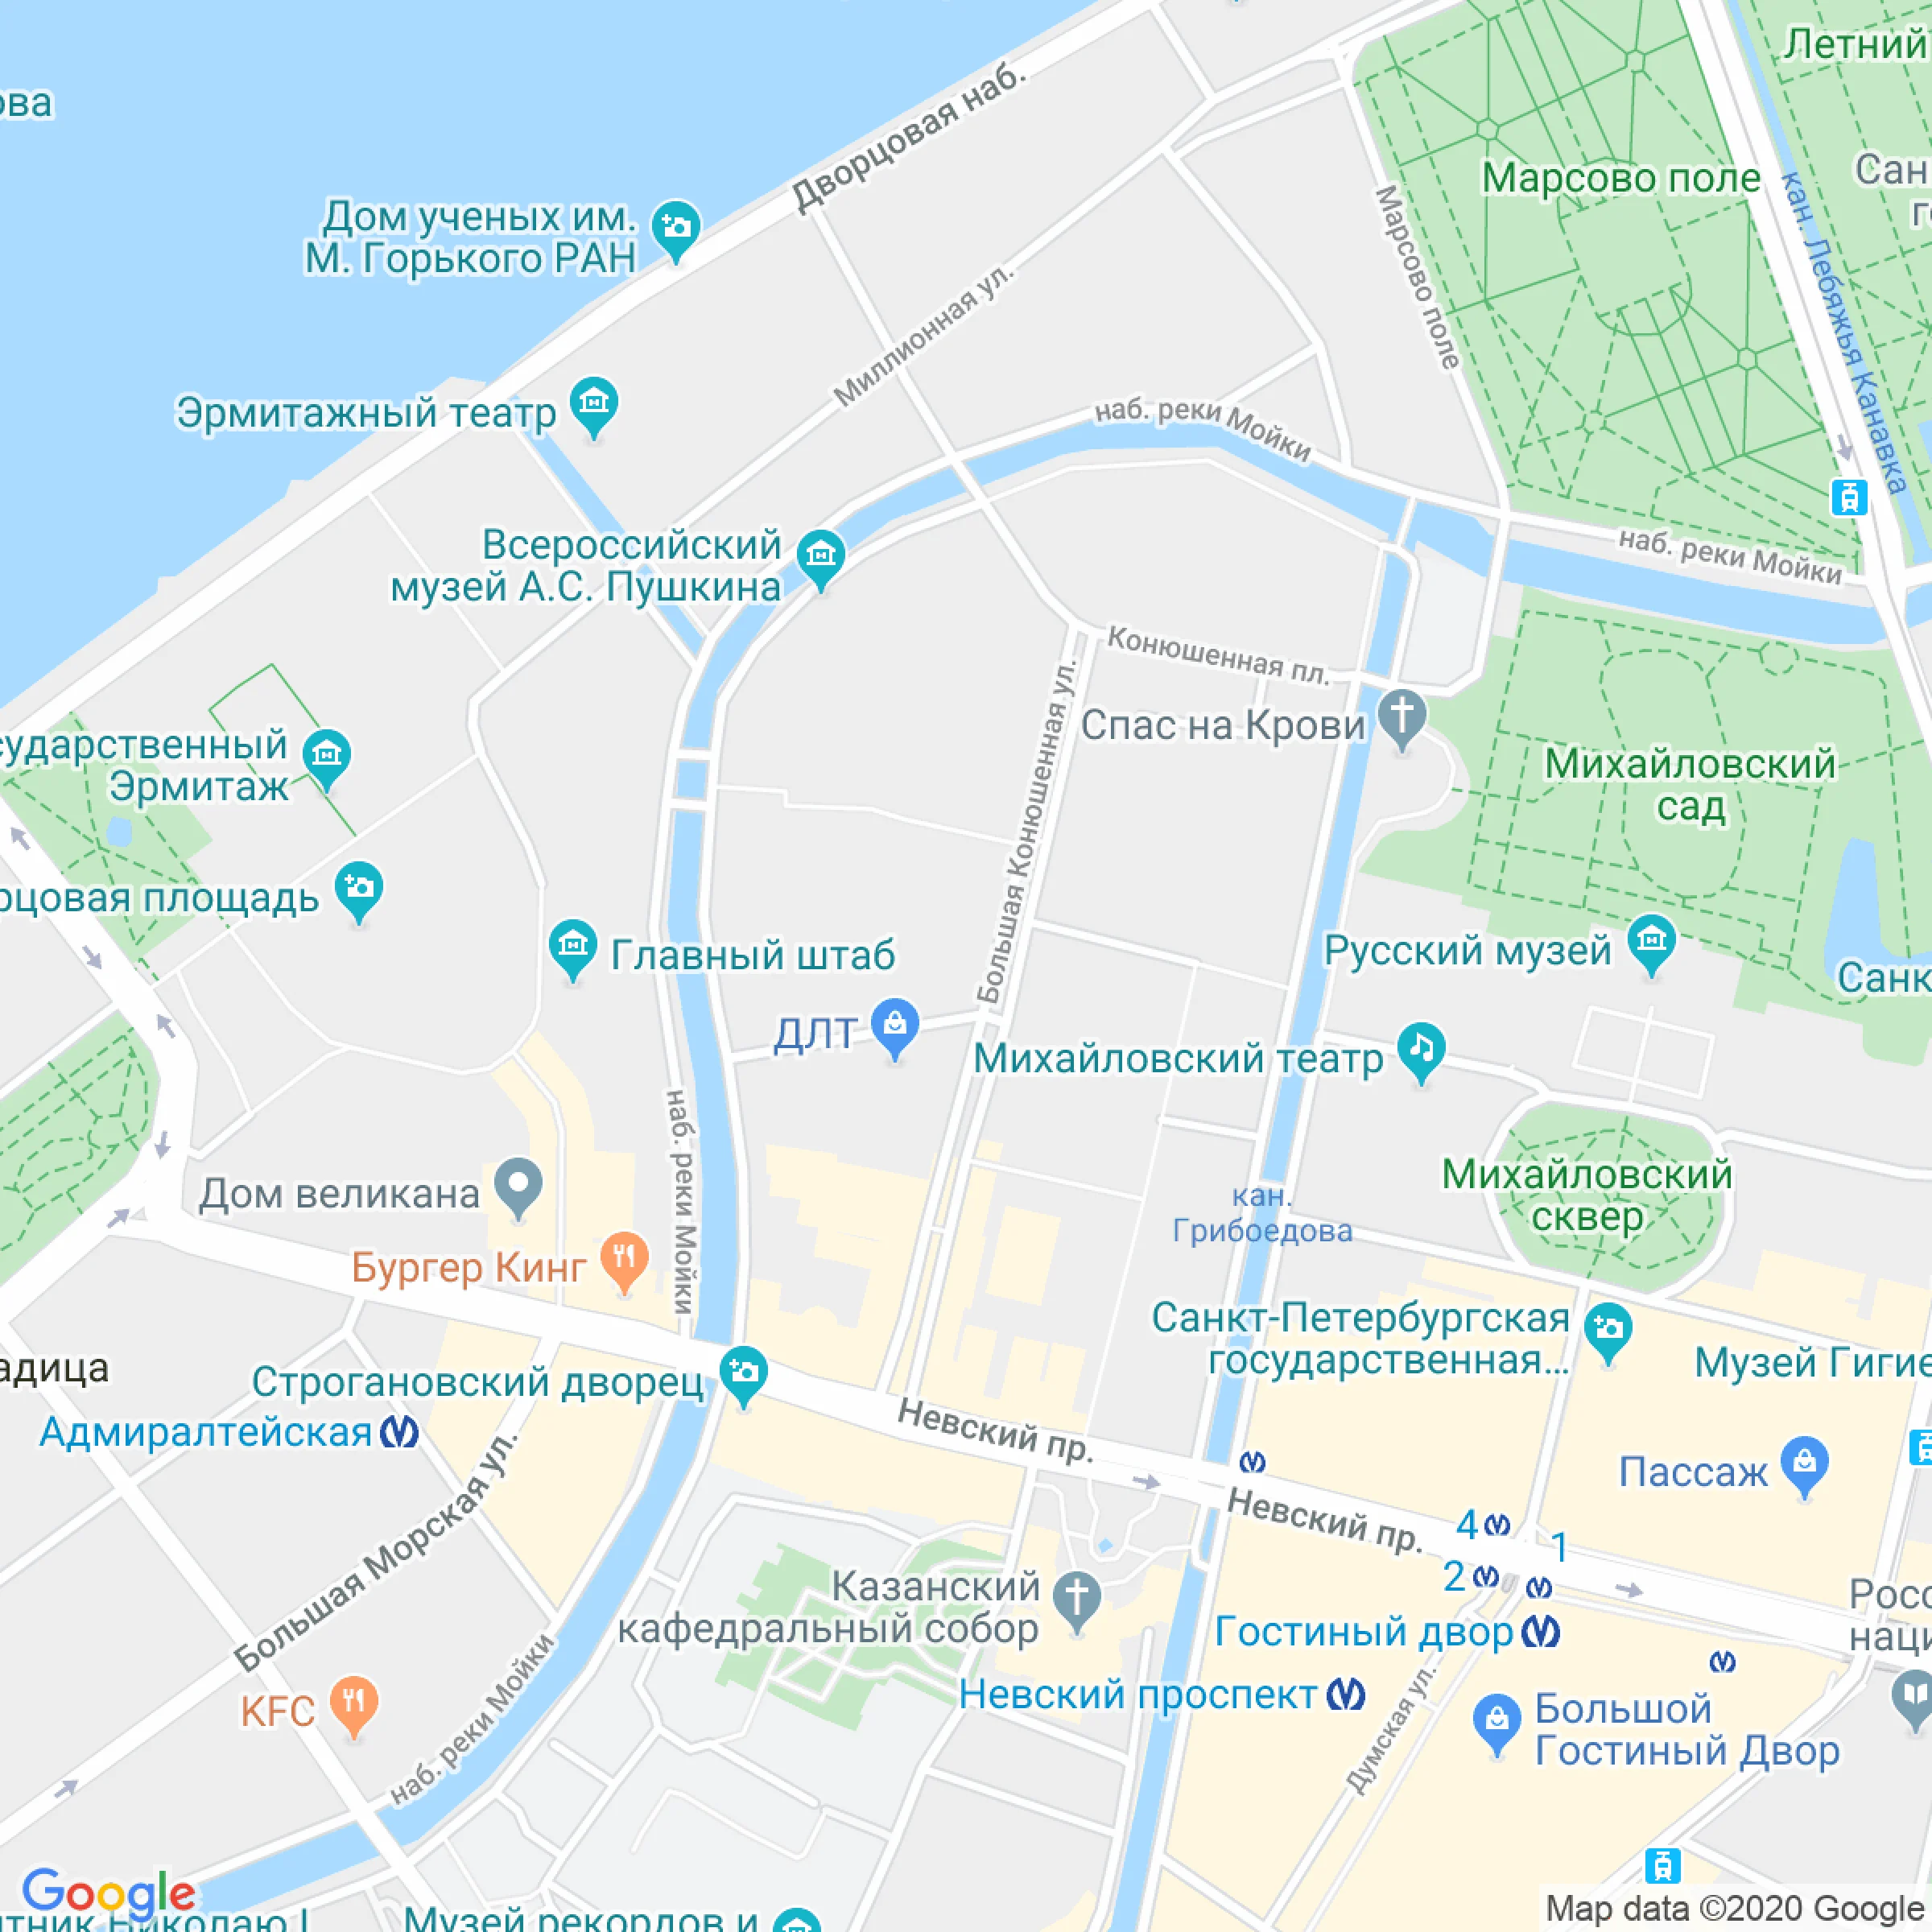 Летний
ова
Дворцовая наб.
Марсово поле
Сан
Дом ученых им.
М. Горького РАН
кан. Лебяжья Канавка
Марсово поле
Миллионная ул.
Эрмитажный театр
наб. реки Мойки
Всероссийский
музей А.С. Пушкина
наб. реки Мойки
Конюшенная пл.
Спас на Крови
сударственный
Эрмитаж
Михайловский
сад
Большая Конюшенная ул.
рцовая площадь
Главный штаб
Русский музей
Санк
ДЛТ
Михайловский театр
наб. реки Мойки
Михайловский
сквер
Дом великана
кан.
Грибоедова
Бургер Кинг
Санкт-Петербургская
государственная...
адица
Строгановский дворец
Музей Гигие
Адмиралтейская
Невский пр.
Пассаж
Невский пр.
4
1
2
Большая Морская ул.
Казанский
кафедральный собор
Росс
наци
Гостиный двор
Невский проспект
KFC
наб. реки Мойки
Думская ул.
Большой
Гостиный Двор
Google
Map data ©2020 Google
тник Николаю I
Музей рекордов и